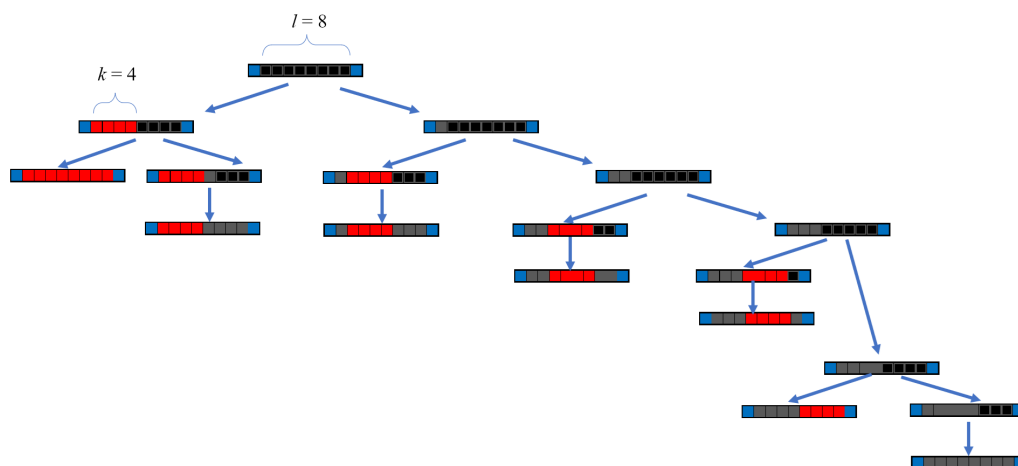 l = 8
k = 4